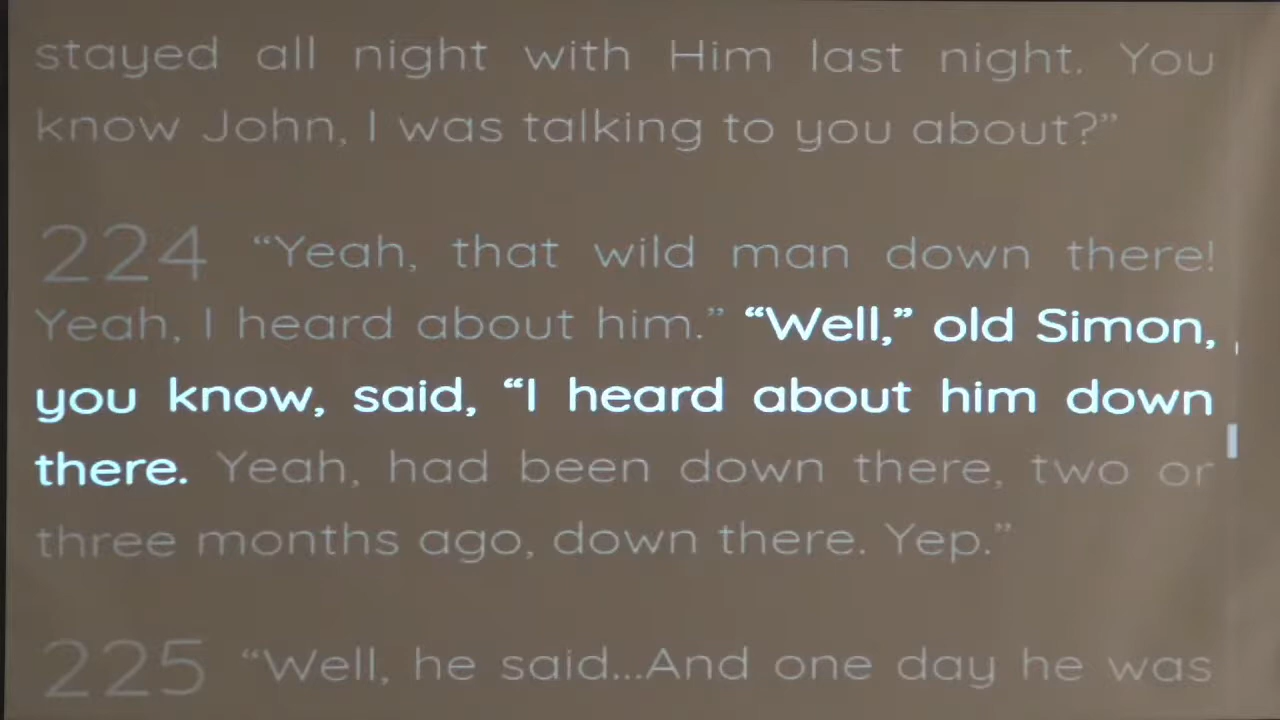 stayed all night with Him last night. You
know John, I was talking to you about?”
224 “Yeah, that wild man down there!
Yeah, I heard about him.” “Well,” old Simon,
you know, said, “I heard about him down
there. Yeah, had been down there, two or
three months ago, down there. Yep.”
225 “Well, he said...And one day he was